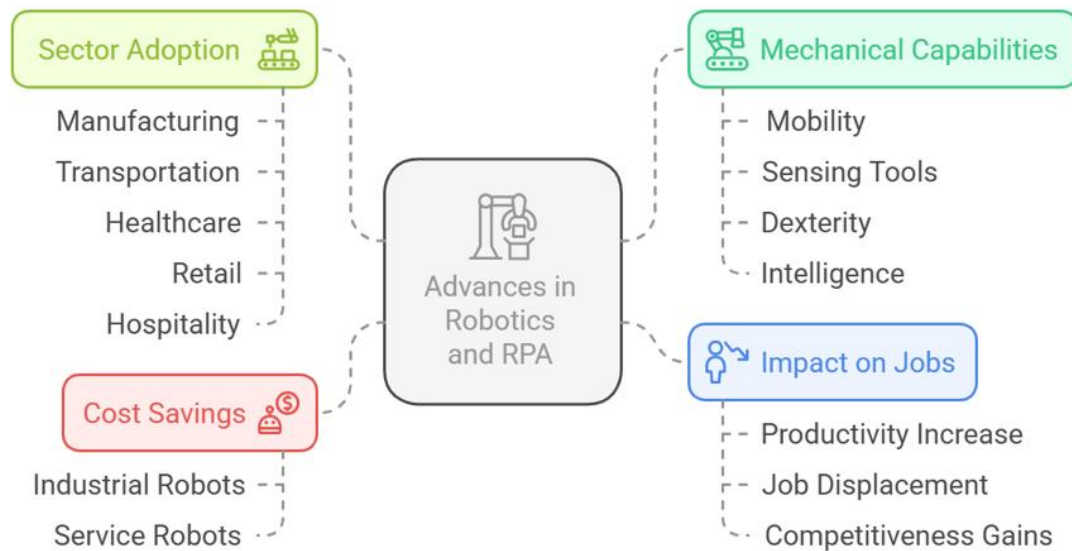 Sector Adoption
Manufacturing
Transportation
Healthcare
Retail
Hospitality
Cost Savings
Industrial Robots
Service Robots
Advances in
Robotics
and RPA
Mechanical Capabilities
Mobility
Sensing Tools
Dexterity
Intelligence
Impact on Jobs
Productivity Increase
Job Displacement
Competitiveness Gains